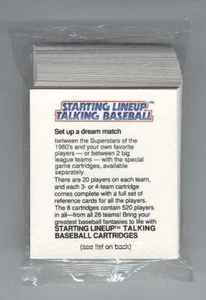 STARTING LINEUP™
TALKING BASEBALL
Set up a dream match
between the Superstars of the
1980's and your own favorite
players — or between 2 big
league teams — with the special
game cartridges, available
separately.
There are 20 players on each team,
and each 3- or 4-team cartridge
comes complete with a full set of
reference cards for all the players.
The 8 cartridges contain 520 players
in all—from all 26 teams! Bring your
greatest baseball fantasies to life with
STARTING LINEUP™ TALKING
BASEBALL CARTRIDGES
(see list on back)